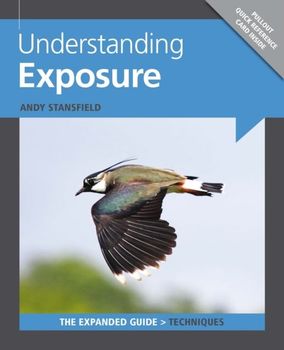 PULLOUT
QUICK REFERENCE
CARD INSIDE
Understanding
Exposure
ANDY STANSFIELD
THE EXPANDED GUIDE > TECHNIQUES